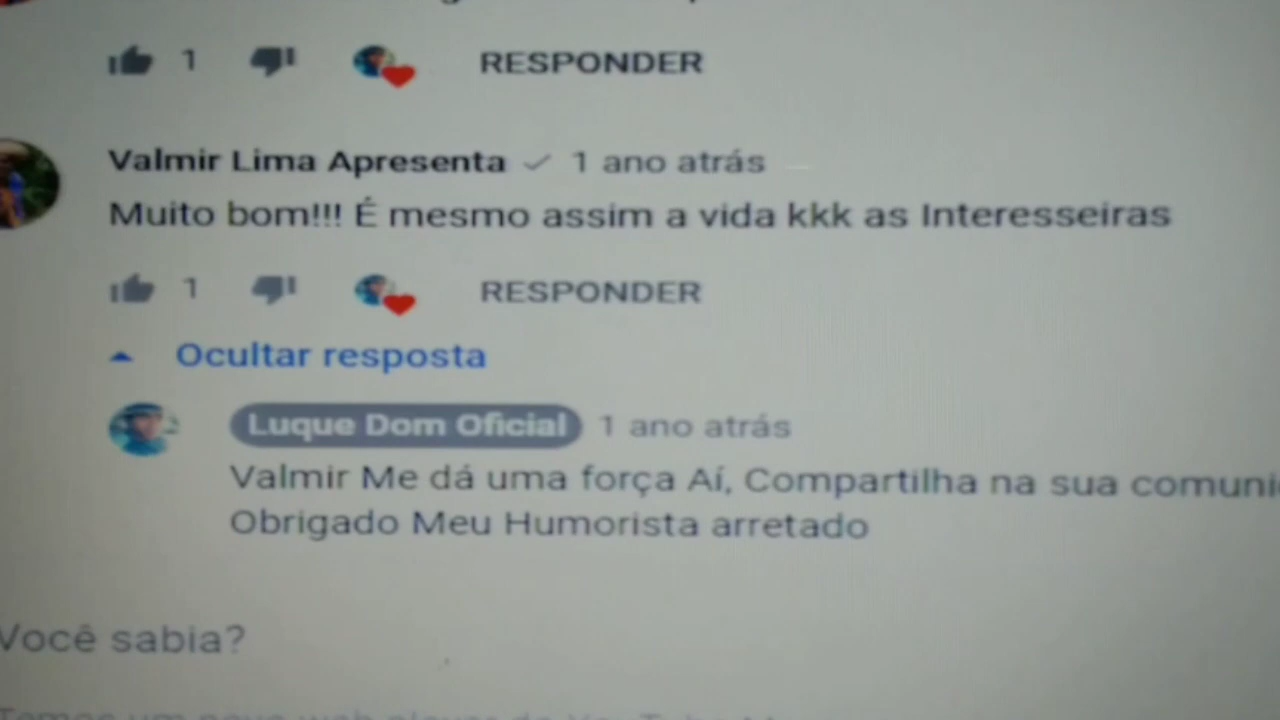 1 RESPONDER
Valmir Lima Apresenta 1 ano atrás
Muito bom!!! É mesmo assim a vida kkk as Interesseiras
1 RESPONDER
Ocultar resposta
Luque Dom Oficial 1 ano atrás
Valmir Me dá uma força Aí, Compartilha na sua
Obrigado Meu Humorista arretado
Você sabia?